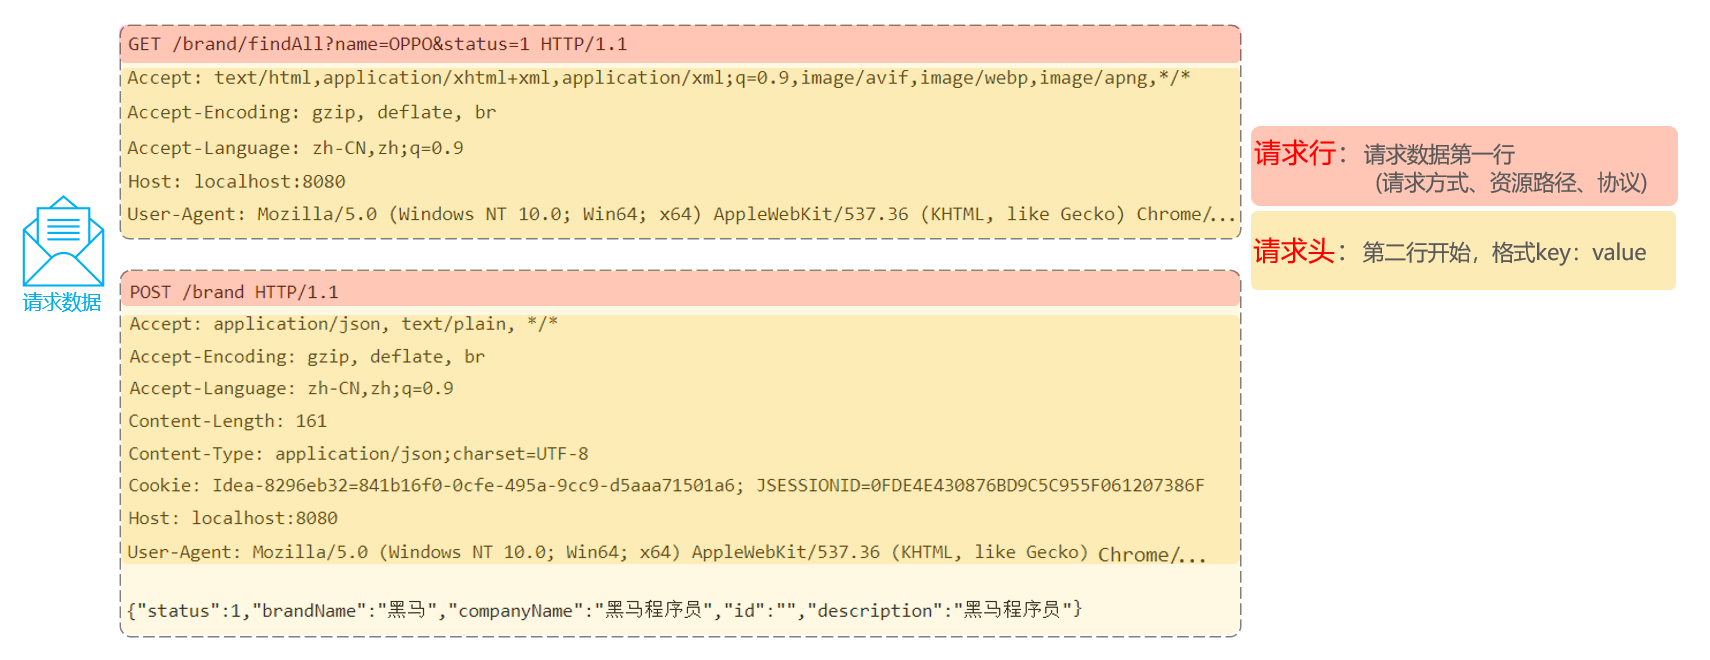 GET /brand/findAll?name=OPPO&status=1 HTTP/1.1
Accept: text/html,application/xhtml+xml,application/xml;q=0.9,image/avif,image/webp,image/apng,*/*
Accept-Encoding: gzip, deflate, br
Accept-Language: zh-CN,zh;q=0.9
Host: localhost:8080
User-Agent: Mozilla/5.0 (Windows NT 10.0; Win64; x64) AppleWebKit/537.36 (KHTML, like Gecko) Chrome/...
请求行：请求数据第一行
(请求方式、资源路径、协议)
请求头：第二行开始，格式key：value
请求数据
POST /brand HTTP/1.1
Accept: application/json, text/plain, */*
Accept-Encoding: gzip, deflate, br
Accept-Language: zh-CN,zh;q=0.9
Content-Length: 161
Content-Type: application/json;charset=UTF-8
Cookie: Idea-8296eb32=841b16f0-0cfe-495a-9cc9-d5aaa71501a6; JSESSIONID=0FDE4E430876BD9C5C955F061207386F
Host: localhost:8080
User-Agent: Mozilla/5.0 (Windows NT 10.0; Win64; x64) AppleWebKit/537.36 (KHTML, like Gecko) Chrome/...
{"status":1,"brandName":"黑马","companyName":"黑马程序员","id":"","description":"黑马程序员"}